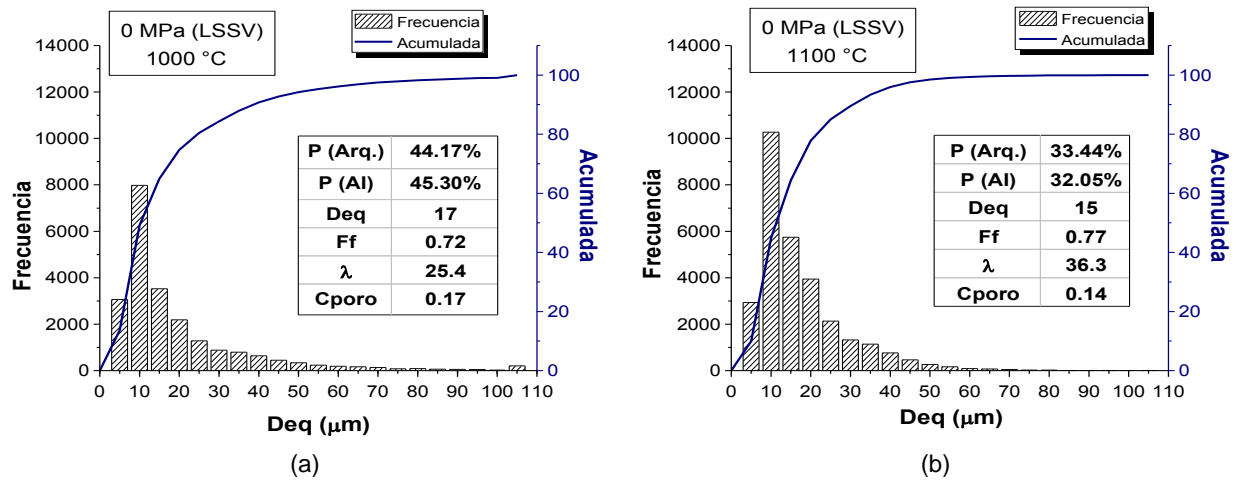 0 MPa (LSSV)
1000 °C
Frecuencia
Acumulada
14000
12000
10000
8000
6000
4000
2000
0
Frecuencia
100
80
60
40
20
0
Acumulada
P (Arq.) 44.17%
P (Al) 45.30%
Deq 17
Ff 0.72
λ 25.4
Cporo 0.17
0 10 20 30 40 50 60 70 80 90 100 110
Deq (μm)
(a)
0 MPa (LSSV)
1100 °C
Frecuencia
Acumulada
14000
12000
10000
8000
6000
4000
2000
0
Frecuencia
100
80
60
40
20
0
Acumulada
P (Arq.) 33.44%
P (Al) 32.05%
Deq 15
Ff 0.77
λ 36.3
Cporo 0.14
0 10 20 30 40 50 60 70 80 90 100 110
Deq (μm)
(b)